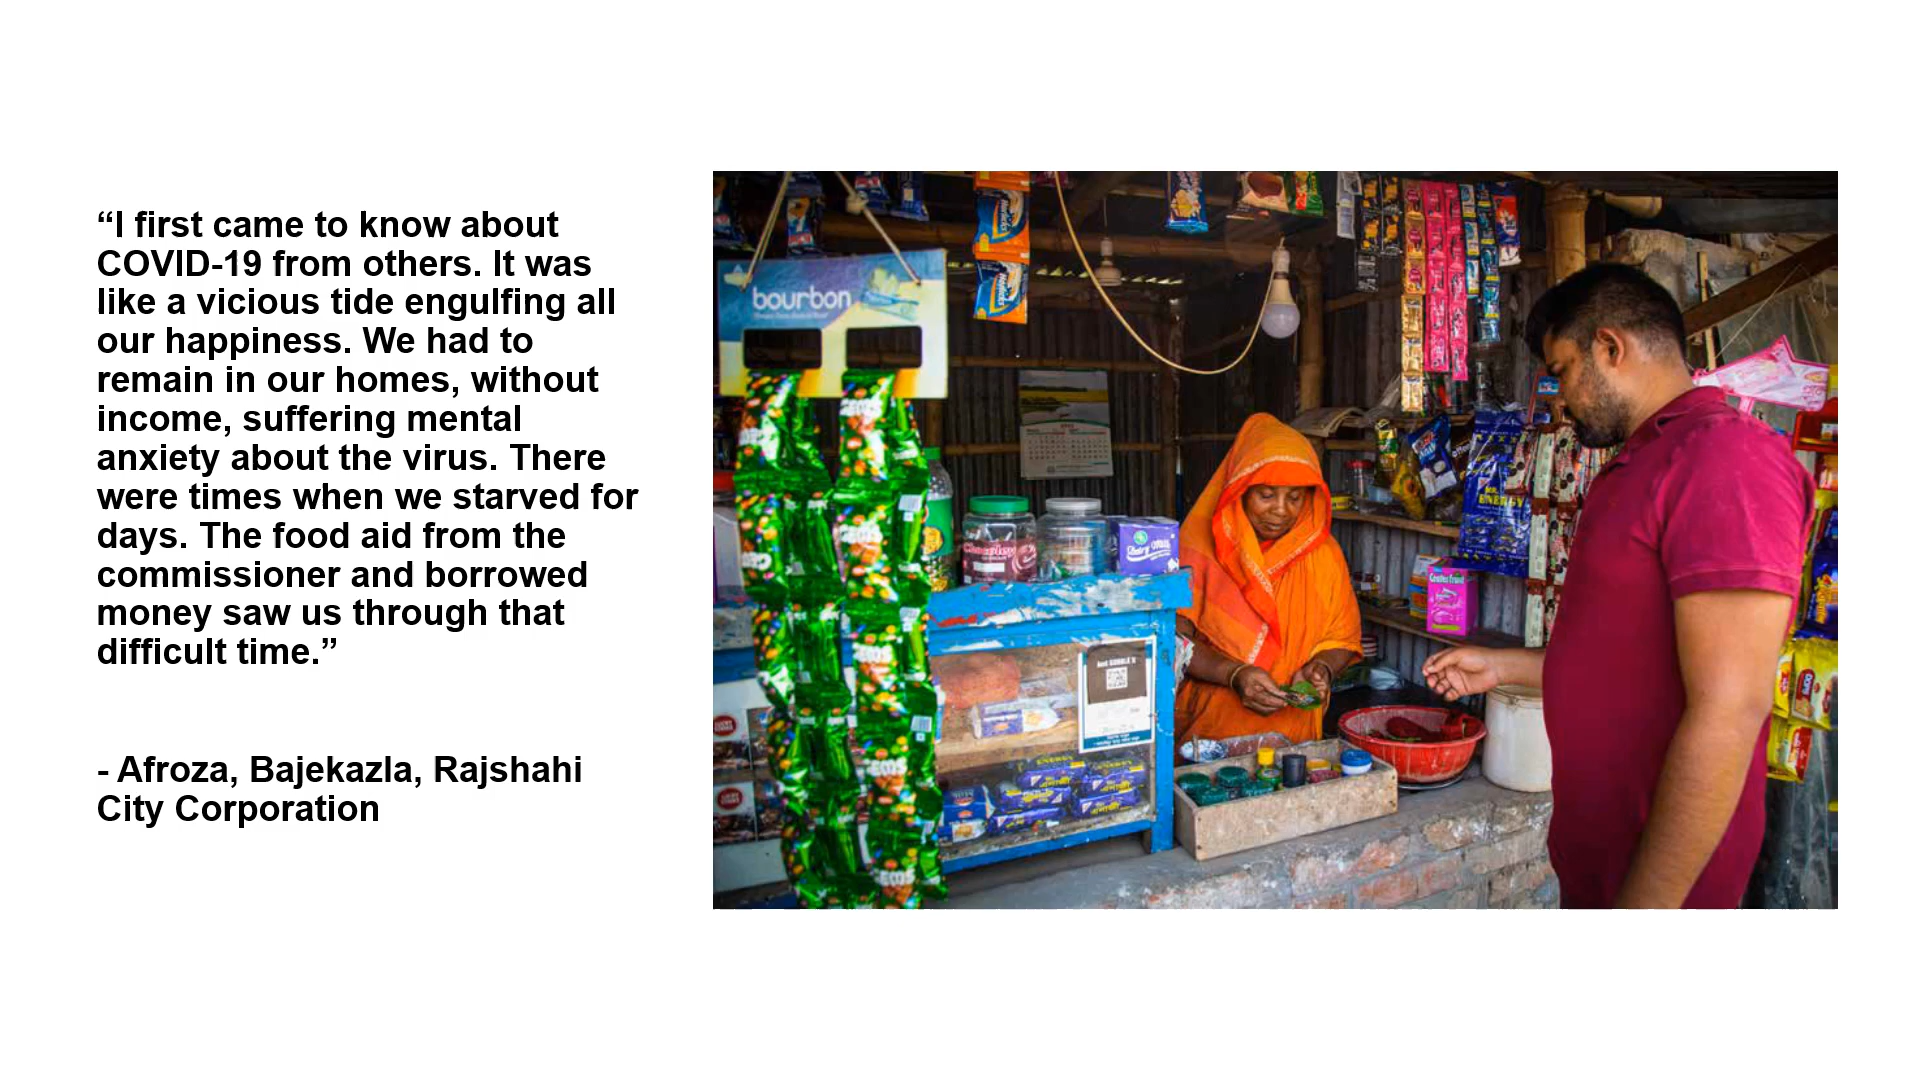 “I first came to know about
COVID-19 from others. It was
like a vicious tide engulfing all
our happiness. We had to
remain in our homes, without
income, suffering mental
anxiety about the virus. There
were times when we starved for
days. The food aid from the
commissioner and borrowed
money saw us through that
difficult time.”
- Afroza, Bajekazla, Rajshahi
City Corporation
bourbon
Dairy
ENERGY